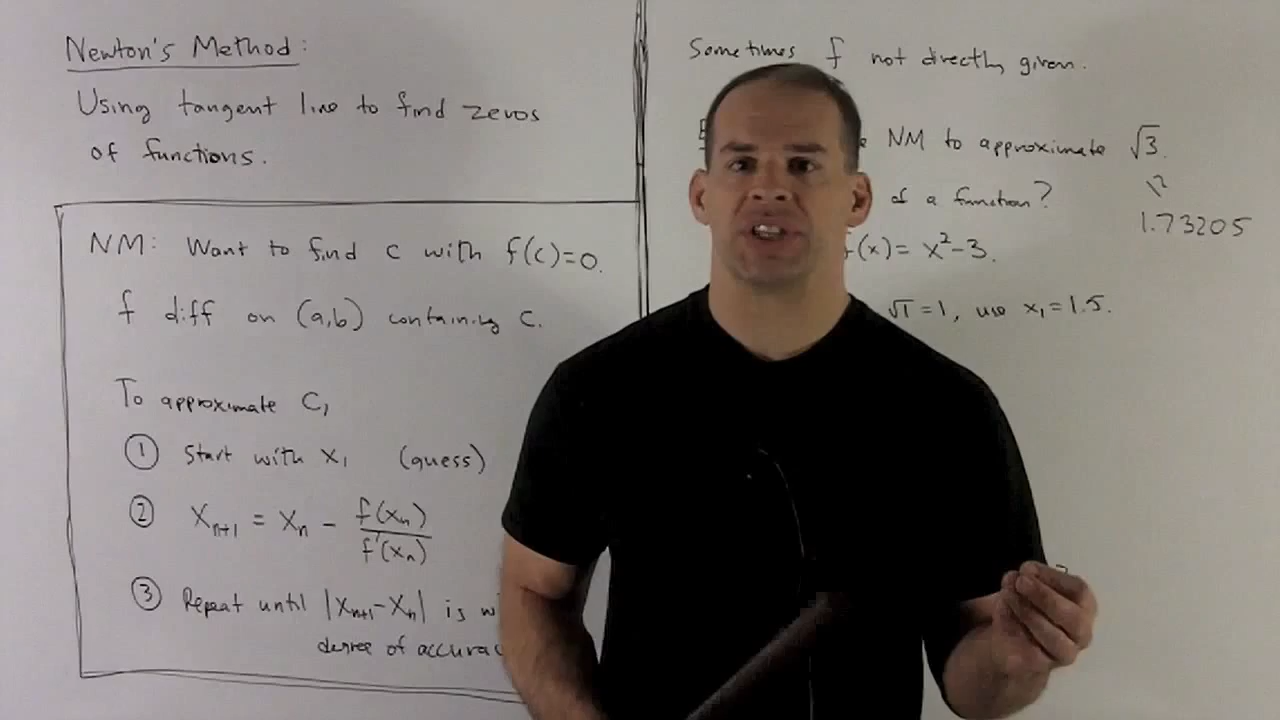 Newton's Method:
Using tangent line to find zeros
of functions.
NM: Want to find c with f(c)=0.
f diff on (a,b) containing c.
To approximate c,
① Start with x₁ (guess)
② Xₙ₊₁ = Xₙ - f(xₙ)/f'(xₙ)
③ Repeat until |Xₙ₊₁-Xₙ| is
degree of
Sometimes f not directly given.
NM to approximate √3.
of a function?
1.73205
f(x)= x²-3.
√1=1, use x₁=1.5.